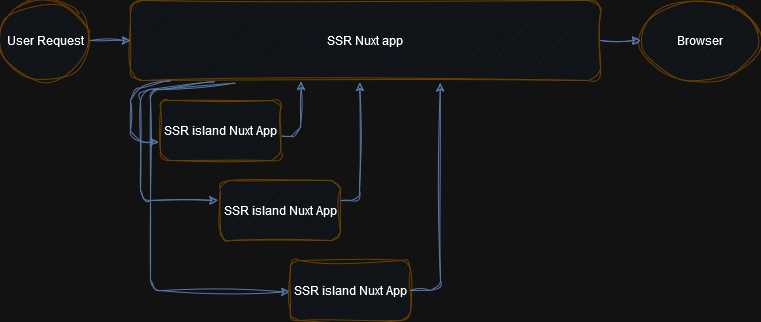 User Request
SSR Nuxt app
Browser
SSR island Nuxt App
SSR island Nuxt App
SSR island Nuxt App